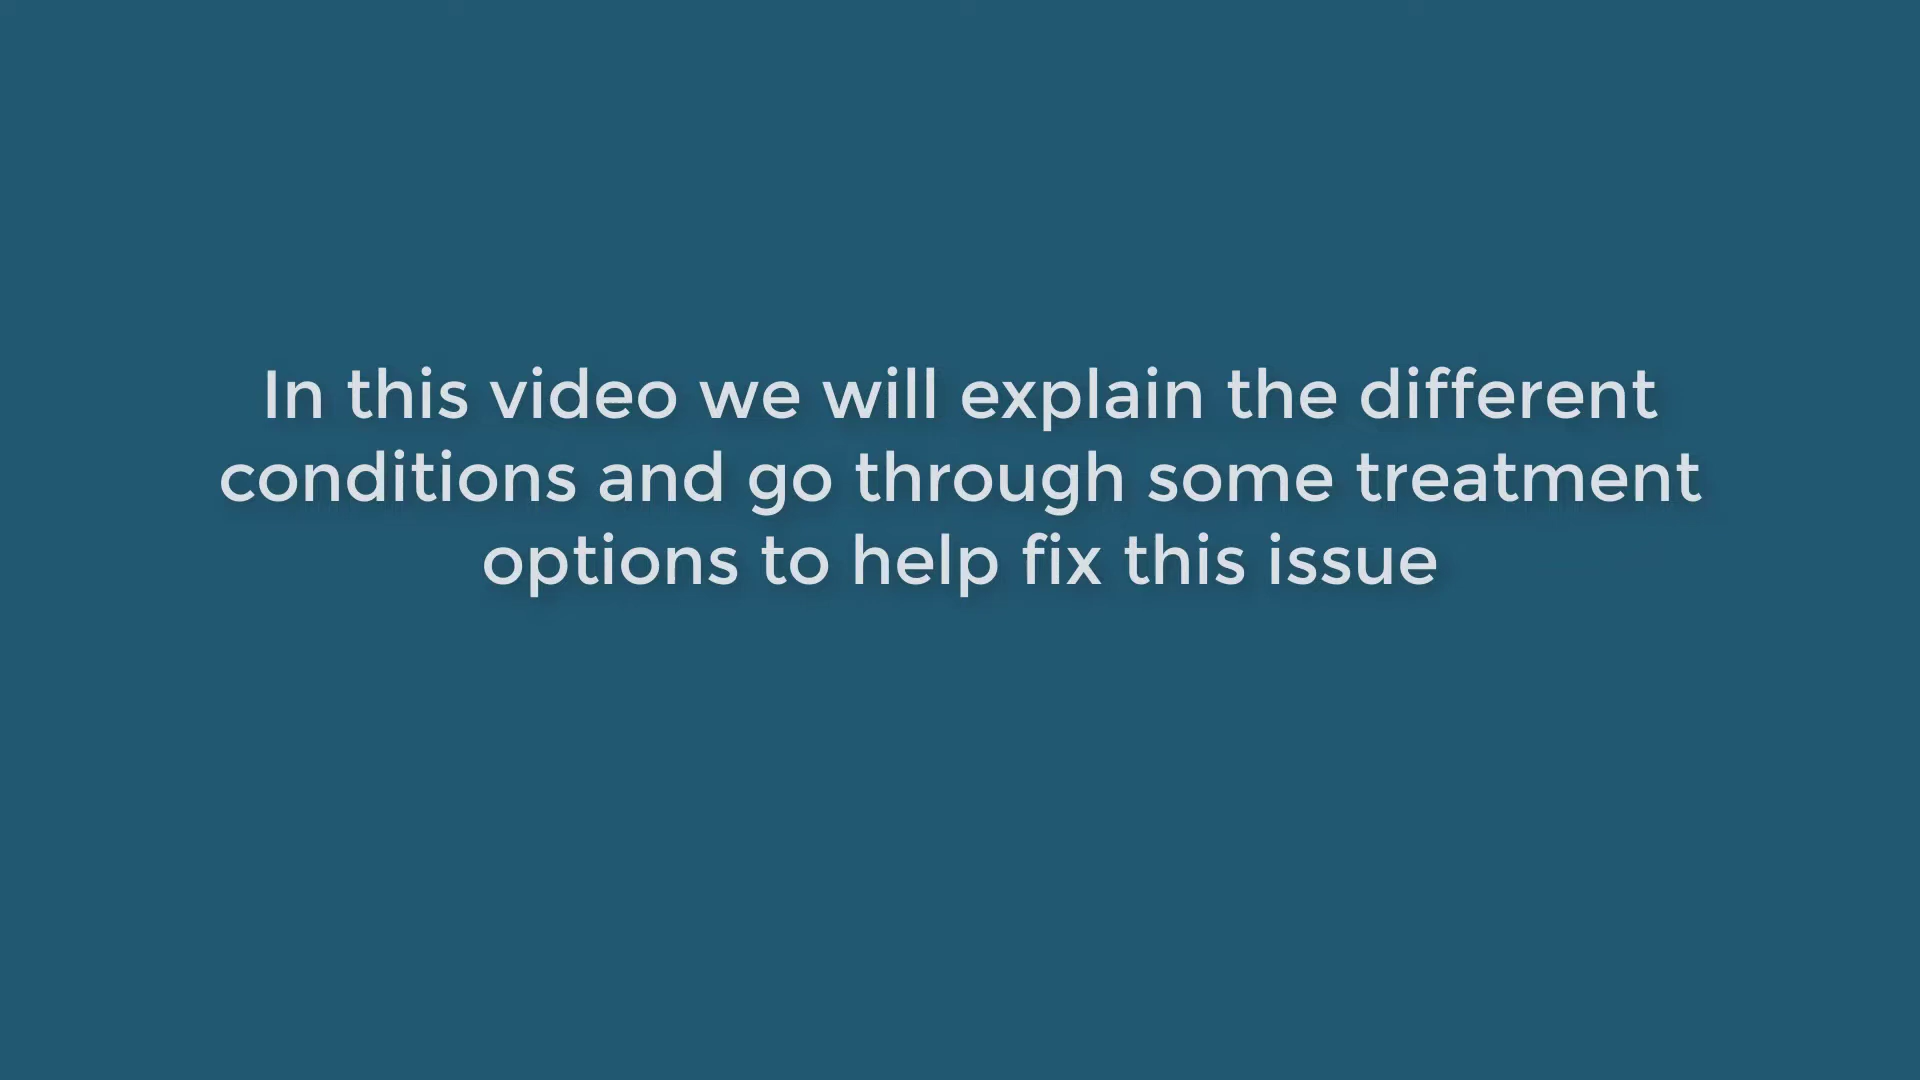 In this video we will explain the different
conditions and go through some treatment
options to help fix this issue